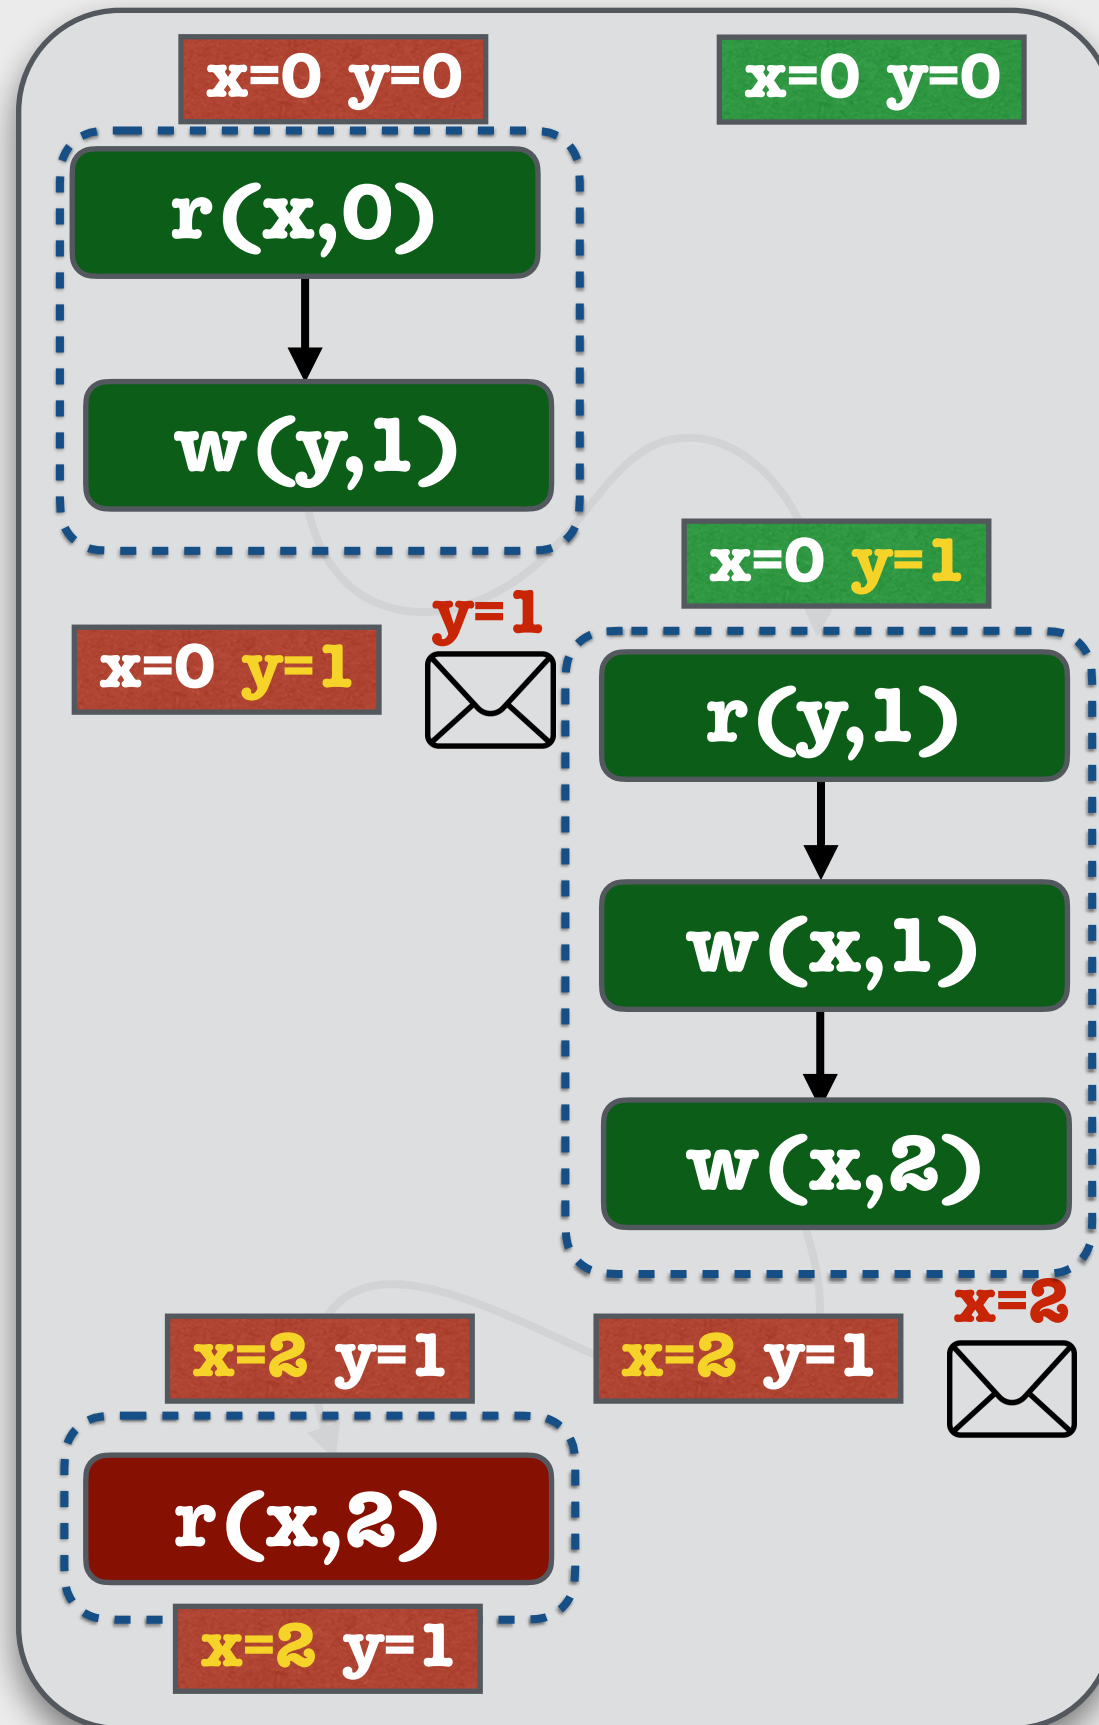 x=0 y=0
x=0 y=0
r(x,0)
w(y,1)
x=0 y=1
y=1
x=0 y=1
r(y,1)
w(x,1)
w(x,2)
x=2
x=2 y=1
x=2 y=1
r(x,2)
x=2 y=1